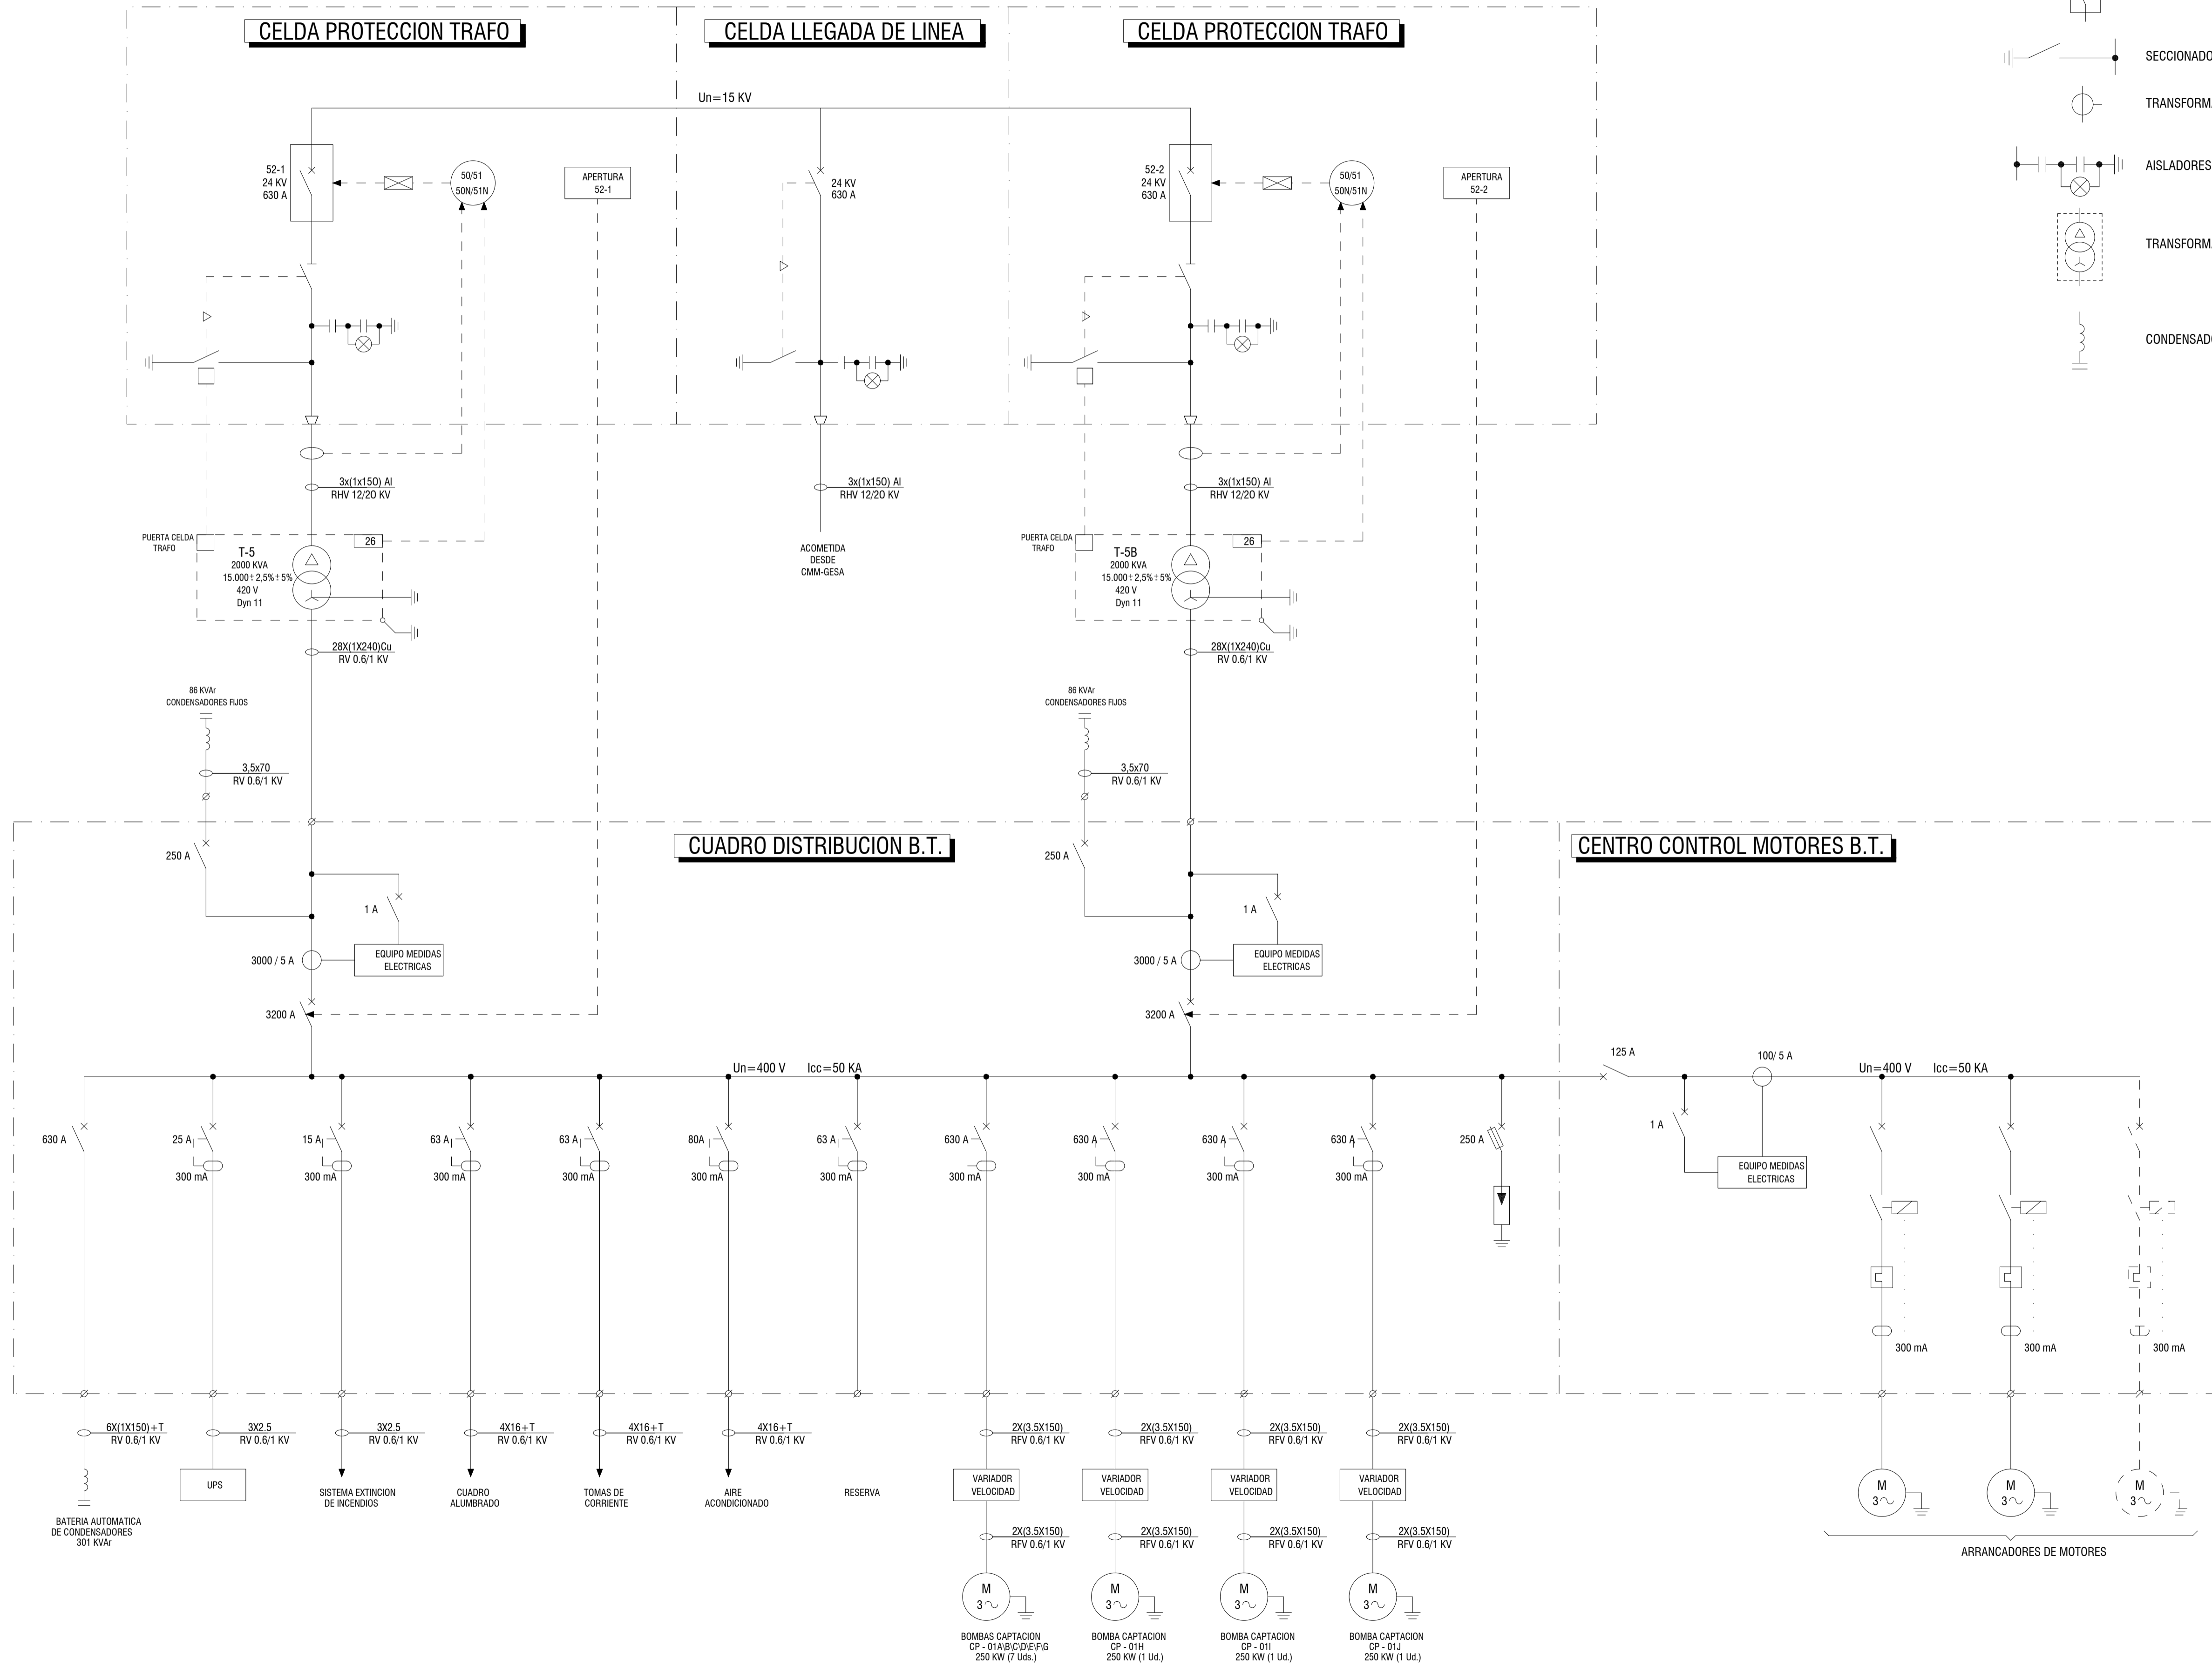 CELDA PROTECCION TRAFO
CELDA LLEGADA DE LINEA
CELDA PROTECCION TRAFO
SECCIONADO
TRANSFORMA
AISLADORES
TRANSFORMA
CONDENSADO
Un=15 KV
52-1
24 KV
630 A
50/51
50N/51N
APERTURA
52-1
24 KV
630 A
52-2
24 KV
630 A
50/51
50N/51N
APERTURA
52-2
3x(1x150) Al
RHV 12/20 KV
3x(1x150) Al
RHV 12/20 KV
3x(1x150) Al
RHV 12/20 KV
PUERTA CELDA
TRAFO
26
T-5
2000 KVA
15.000±2,5%±5%
420 V
Dyn 11
ACOMETIDA
DESDE
CMM-GESA
PUERTA CELDA
TRAFO
26
T-5B
2000 KVA
15.000±2,5%±5%
420 V
Dyn 11
28X(1X240)Cu
RV 0.6/1 KV
28X(1X240)Cu
RV 0.6/1 KV
86 KVAr
CONDENSADORES FIJOS
86 KVAr
CONDENSADORES FIJOS
3,5x70
RV 0.6/1 KV
3,5x70
RV 0.6/1 KV
CUADRO DISTRIBUCION B.T.
CENTRO CONTROL MOTORES B.T.
250 A
1 A
EQUIPO MEDIDAS
ELECTRICAS
3000 / 5 A
3200 A
250 A
1 A
EQUIPO MEDIDAS
ELECTRICAS
3000 / 5 A
3200 A
Un=400 V Icc=50 KA
125 A
100/ 5 A
Un=400 V Icc=50 KA
1 A
EQUIPO MEDIDAS
ELECTRICAS
630 A
25 A
300 mA
15 A
300 mA
63 A
300 mA
63 A
300 mA
80A
300 mA
63 A
300 mA
630 A
300 mA
630 A
300 mA
630 A
300 mA
630 A
300 mA
250 A
300 mA
300 mA
300 mA
6X(1X150)+T
RV 0.6/1 KV
3X2.5
RV 0.6/1 KV
3X2.5
RV 0.6/1 KV
4X16+T
RV 0.6/1 KV
4X16+T
RV 0.6/1 KV
4X16+T
RV 0.6/1 KV
2X(3.5X150)
RFV 0.6/1 KV
2X(3.5X150)
RFV 0.6/1 KV
2X(3.5X150)
RFV 0.6/1 KV
2X(3.5X150)
RFV 0.6/1 KV
BATERIA AUTOMATICA
DE CONDENSADORES
301 KVAr
UPS
SISTEMA EXTINCION
DE INCENDIOS
CUADRO
ALUMBRADO
TOMAS DE
CORRIENTE
AIRE
ACONDICIONADO
RESERVA
VARIADOR
VELOCIDAD
VARIADOR
VELOCIDAD
VARIADOR
VELOCIDAD
VARIADOR
VELOCIDAD
M
3
M
3
M
3
ARRANCADORES DE MOTORES
2X(3.5X150)
RFV 0.6/1 KV
2X(3.5X150)
RFV 0.6/1 KV
2X(3.5X150)
RFV 0.6/1 KV
2X(3.5X150)
RFV 0.6/1 KV
M
3
M
3
M
3
M
3
BOMBAS CAPTACION
CP - 01A\B\C\D\E\F\G
250 KW (7 Uds.)
BOMBA CAPTACION
CP - 01H
250 KW (1 Ud.)
BOMBA CAPTACION
CP - 01I
250 KW (1 Ud.)
BOMBA CAPTACION
CP - 01J
250 KW (1 Ud.)